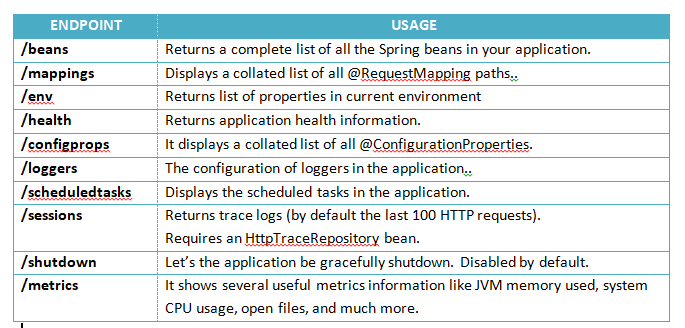 ENDPOINT USAGE
/beans Returns a complete list of all the Spring beans in your application.
/mappings Displays a collated list of all @RequestMapping paths..
/env Returns list of properties in current environment
/health Returns application health information.
/configprops It displays a collated list of all @ConfigurationProperties.
/loggers The configuration of loggers in the application..
/scheduledtasks Displays the scheduled tasks in the application.
/sessions Returns trace logs (by default the last 100 HTTP requests).
Requires an HttpTraceRepository bean.
/shutdown Let's the application be gracefully shutdown.  Disabled by default.
/metrics It shows several useful metrics information like JVM memory used, system
CPU usage, open files, and much more.